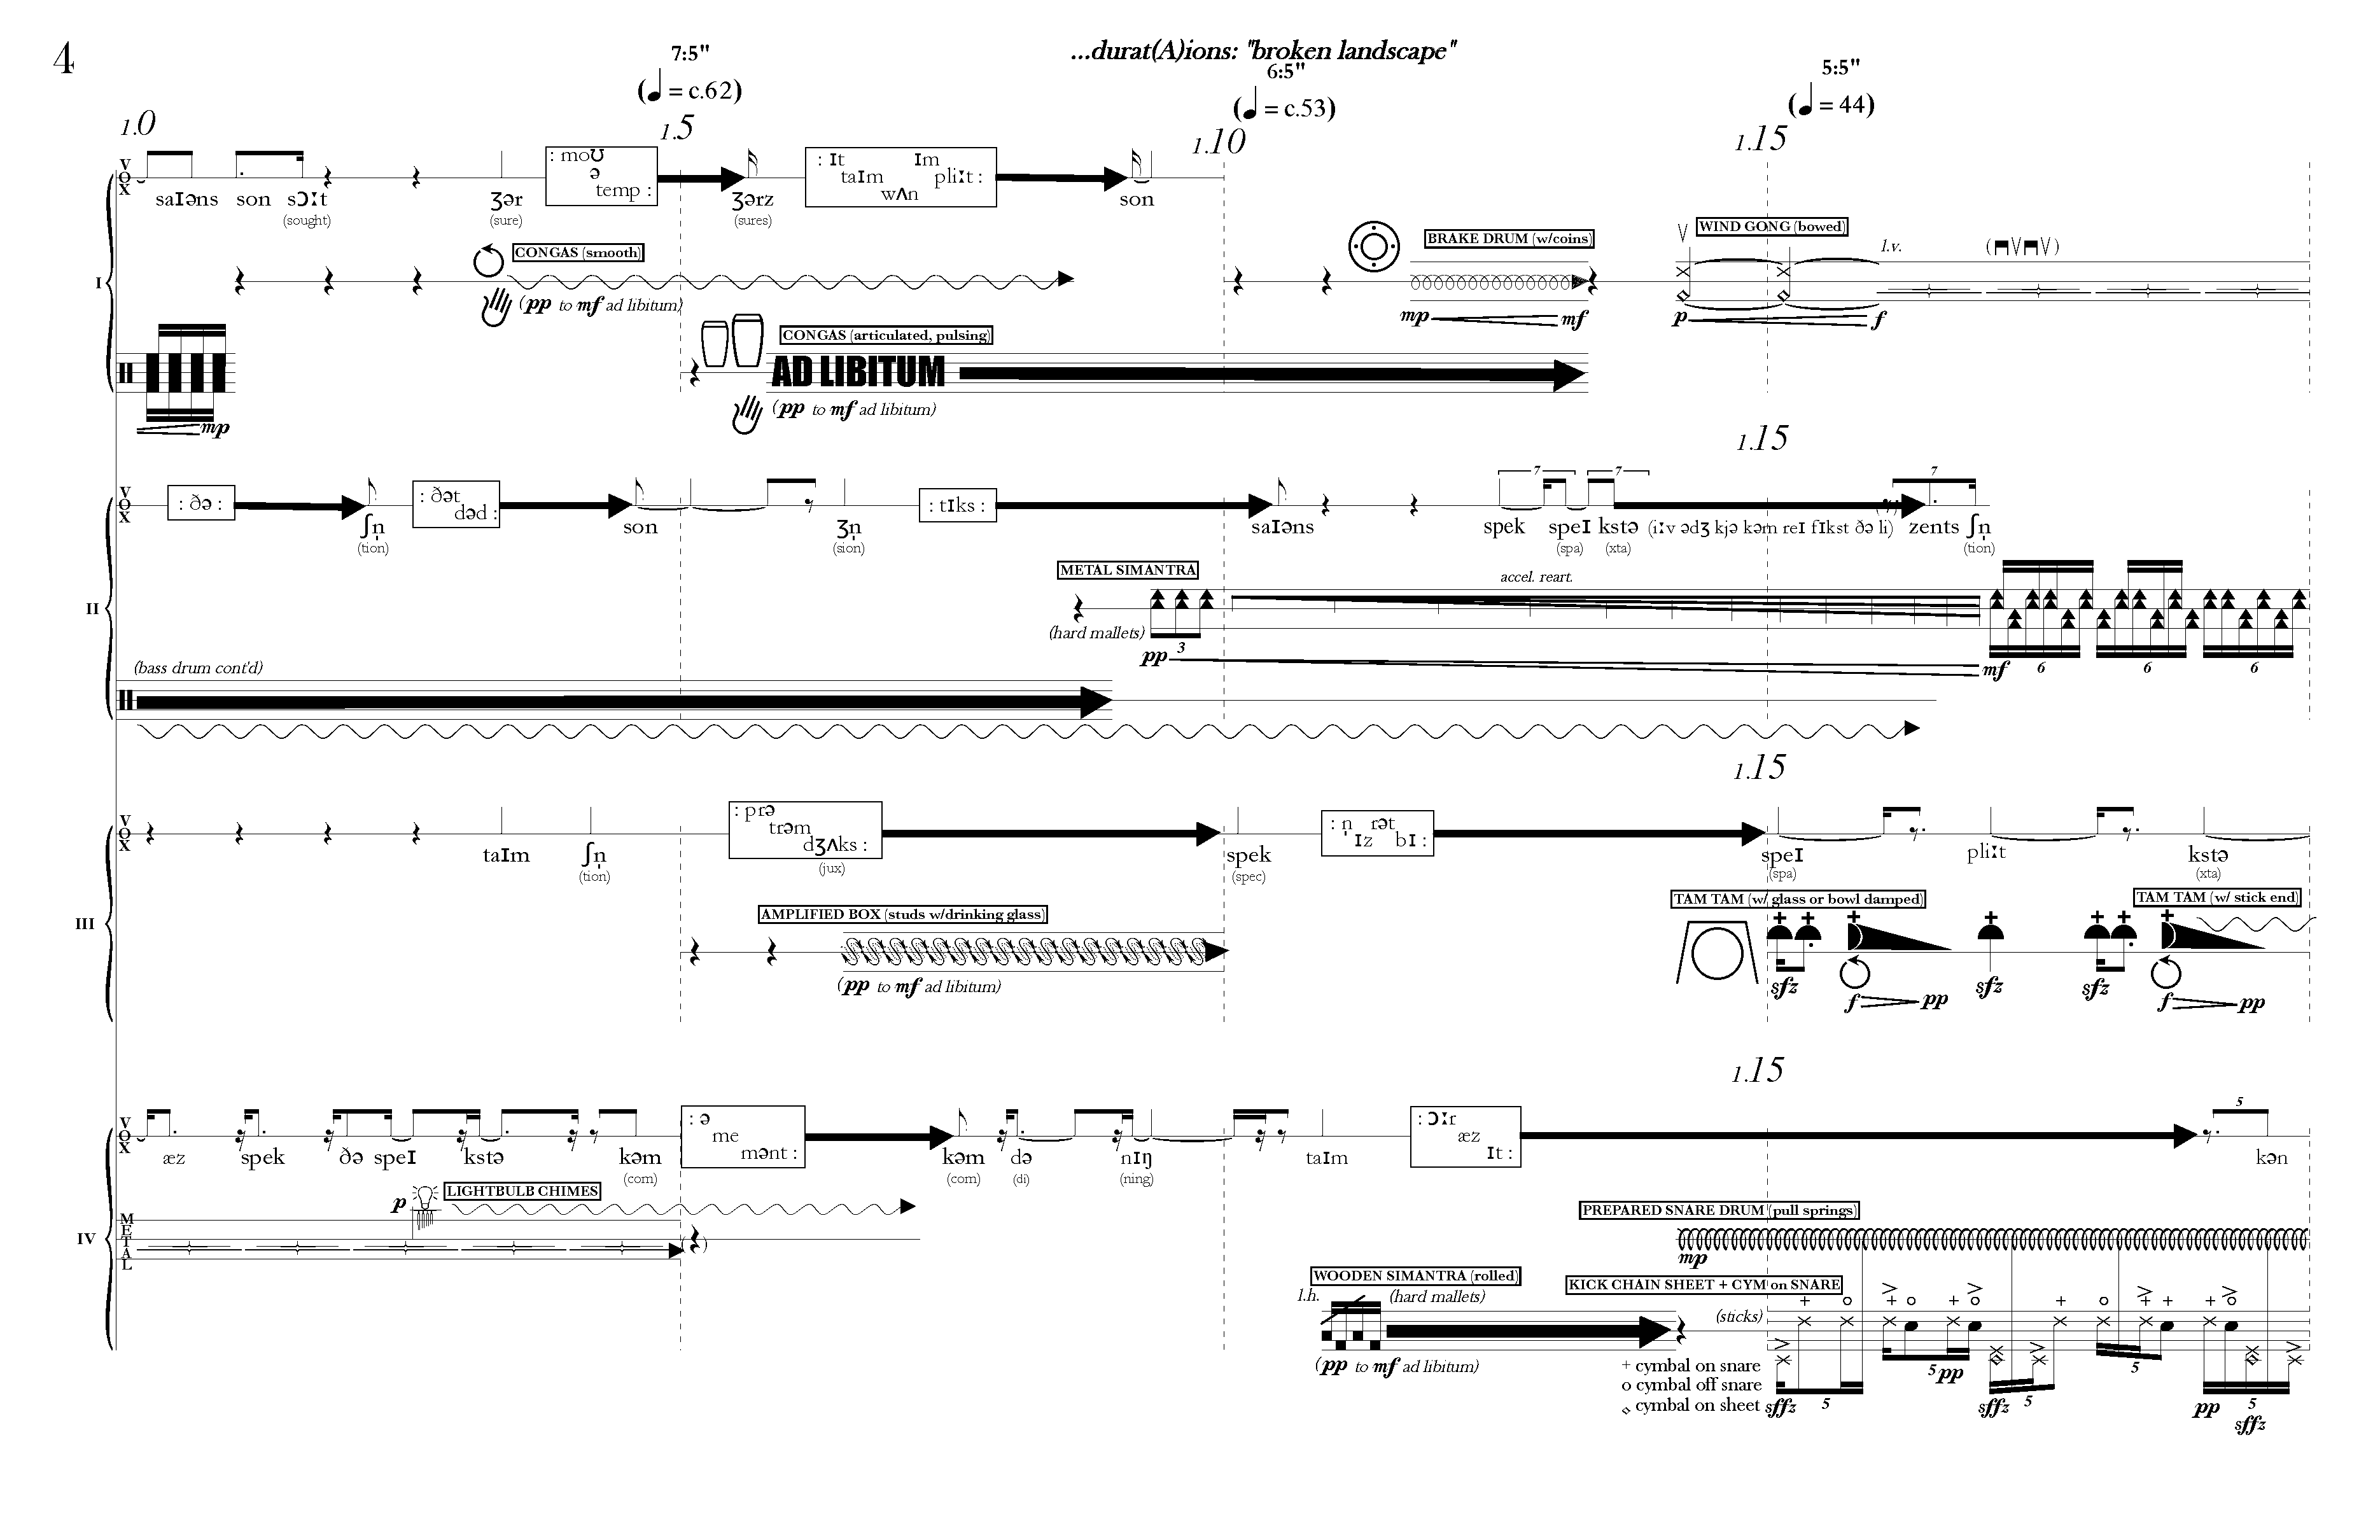 4
...durat(A)ions: "broken landscape"
7:5"
(♩ = c.62)
6:5"
(♩ = c.53)
5:5"
(♩ = 44)
1.0
1.5
1.10
1.15
VOX
saɪəns son sɔːt
(sought)
ʒər
(sure)
: moʊ
ə
temp :
ʒərz
(sures)
: ɪt ɪm
taɪm pliːt :
wʌn
son
I
CONGAS (smooth)
(pp to mf ad libitum)
BRAKE DRUM (w/coins)
mp mf
WIND GONG (bowed)
l.v.
p f
CONGAS (articulated, pulsing)
AD LIBITUM
(pp to mf ad libitum)
mp
1.15
VOX
: ðə :
ʃn̩
(tion)
: ðət
dəd :
son
ʒn̩
(sion)
: tɪks :
saɪəns
7 7 7
spek speɪ kstə (iːv ədʒ kjə kəm reɪ fɪkst ðə li) zents ʃn̩
(spa) (xta) (tion)
II
METAL SIMANTRA
accel. reart.
(hard mallets)
3
pp
mf 6 6 6
(bass drum cont'd)
1.15
VOX
taɪm ʃn̩
(tion)
: prə
trəm
dʒʌks :
(jux)
spek
(spec)
: n̩ rət
ɪz bɪ :
speɪ pliːt kstə
(spa) (xta)
III
AMPLIFIED BOX (studs w/drinking glass)
(pp to mf ad libitum)
TAM TAM (w/ glass or bowl damped)
TAM TAM (w/ stick end)
sfz f pp sfz sfz f pp
1.15
VOX
æz spek ðə speɪ kstə kəm
(com)
: ə
me
mənt :
kəm də nɪŋ
(com) (di) (ning)
taɪm
: ɔːr
æz
ɪt :
5
kən
IV
METAL
p
LIGHTBULB CHIMES
PREPARED SNARE DRUM (pull springs)
mp
WOODEN SIMANTRA (rolled)
l.h. (hard mallets)
(pp to mf ad libitum)
KICK CHAIN SHEET + CYM on SNARE
(sticks)
+ cymbal on snare
o cymbal off snare
⬦ cymbal on sheet
sffz 5 5 pp sffz 5 5 pp 5 sffz